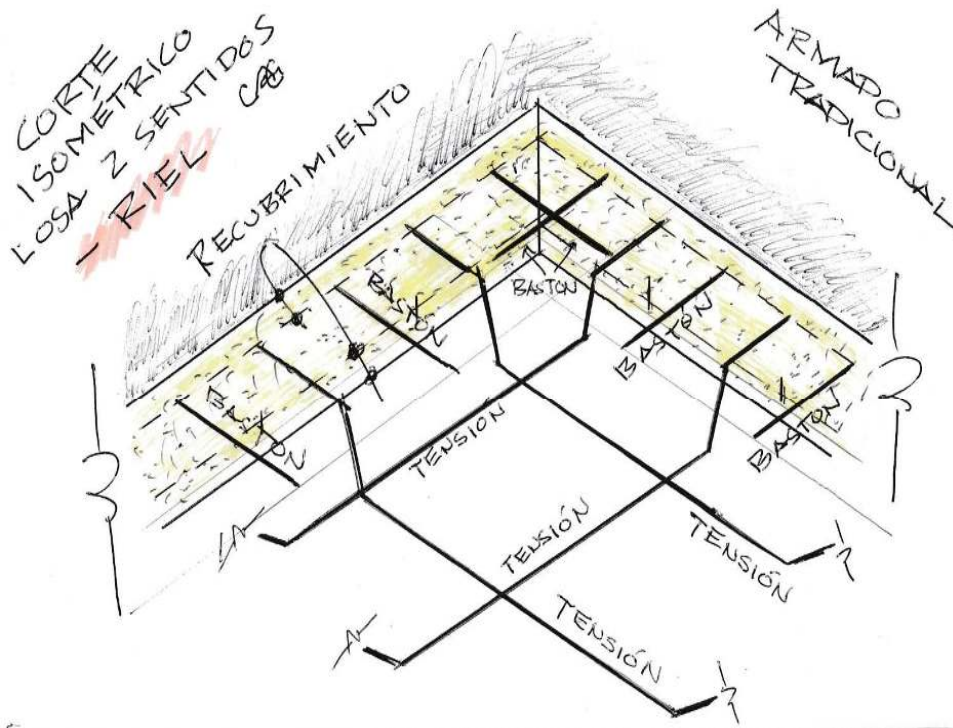 CORTE
ISOMÉTRICO
LOSA 2 SENTIDOS
- RIEL
RECUBRIMIENTO
ARMADO
TRADICIONAL
BASTON
BASTON
BASTON
BASTON
BASTON
TENSION
TENSIÓN
TENSIÓN
TENSIÓN